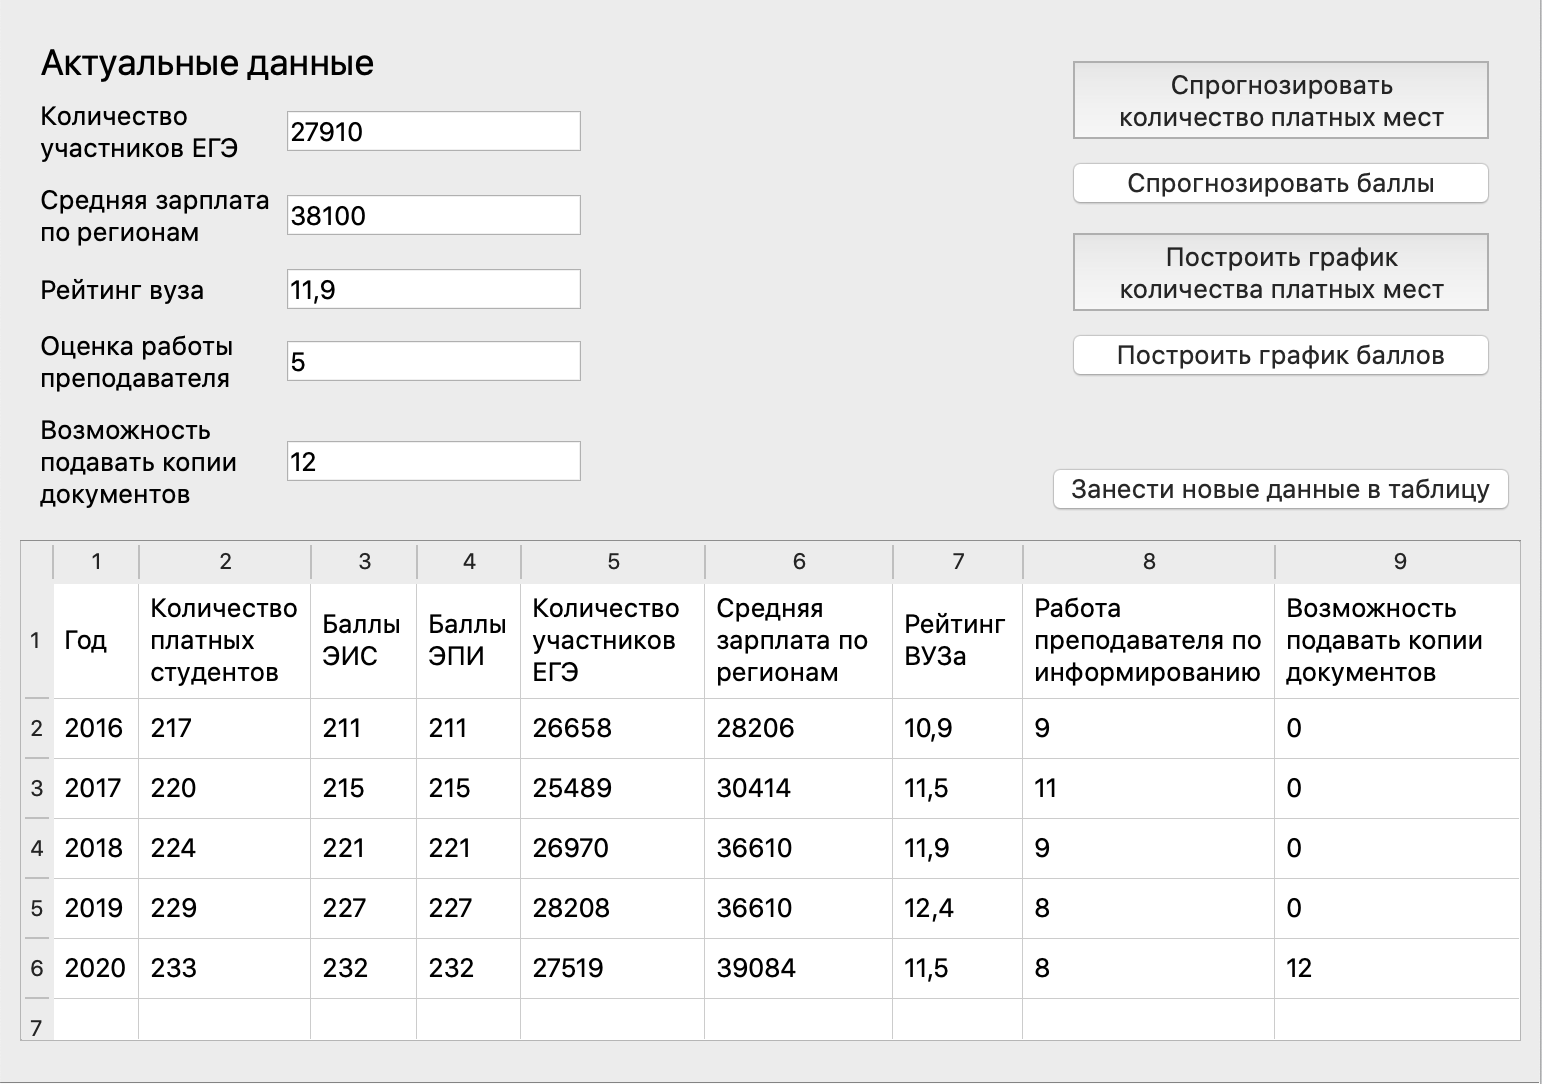 Актуальные данные
Количество
участников ЕГЭ
27910
Средняя зарплата
по регионам
38100
Рейтинг вуза
11,9
Оценка работы
преподавателя
5
Возможность
подавать копии
документов
12
Спрогнозировать
количество платных мест
Спрогнозировать баллы
Построить график
количества платных мест
Построить график баллов
Занести новые данные в таблицу
1 2 3 4 5 6 7 8 9
1 Год Количество платных студентов Баллы ЭИС Баллы ЭПИ Количество участников ЕГЭ Средняя зарплата по регионам Рейтинг ВУЗа Работа преподавателя по информированию Возможность подавать копии документов
2 2016 217 211 211 26658 28206 10,9 9 0
3 2017 220 215 215 25489 30414 11,5 11 0
4 2018 224 221 221 26970 36610 11,9 9 0
5 2019 229 227 227 28208 36610 12,4 8 0
6 2020 233 232 232 27519 39084 11,5 8 12
7